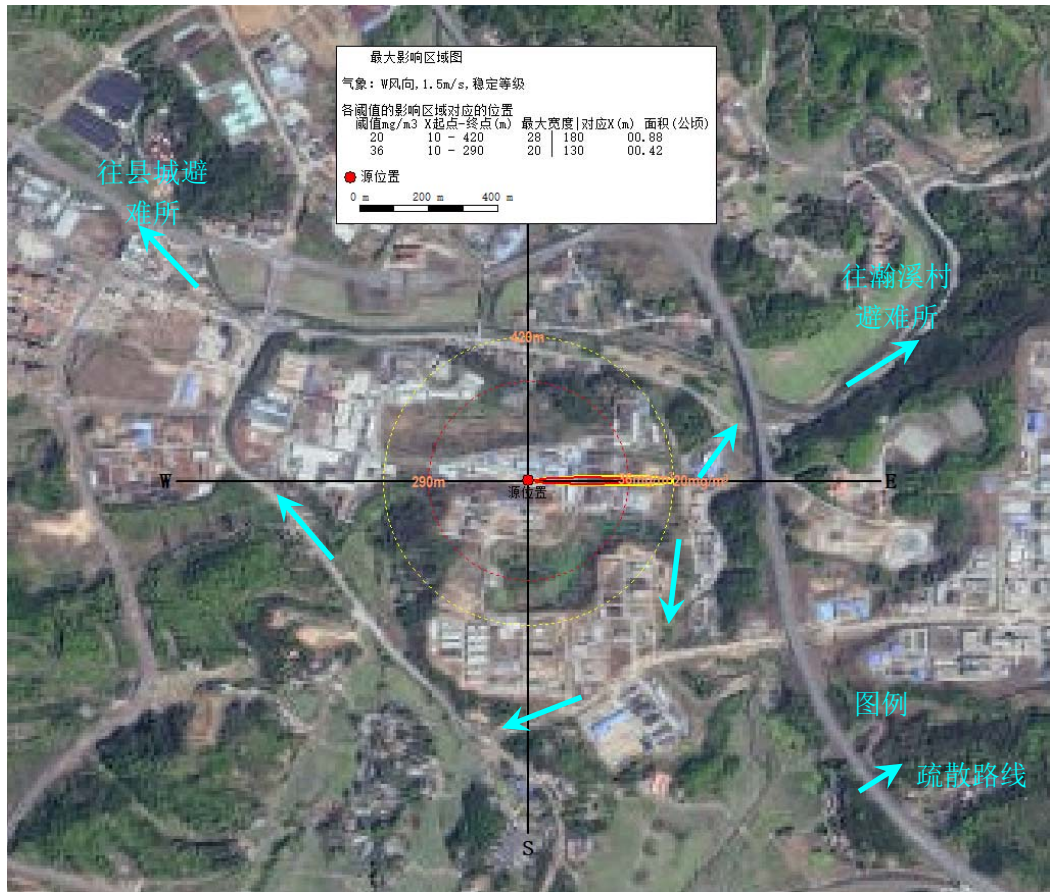 最大影响区域图
气象：W风向,1.5m/s,稳定等级
各阈值的影响区域对应的位置
阈值mg/m3 X起点-终点(m) 最大宽度|对应X(m) 面积(公顷)
20 10 - 420 28 | 180 00.88
36 10 - 290 20 | 130 00.42
源位置
0 m 200 m 400 m
往县城避
难所
往瀚溪村
避难所
420m
W
290m
源位置
20mg/m³
E
图例
疏散路线
S